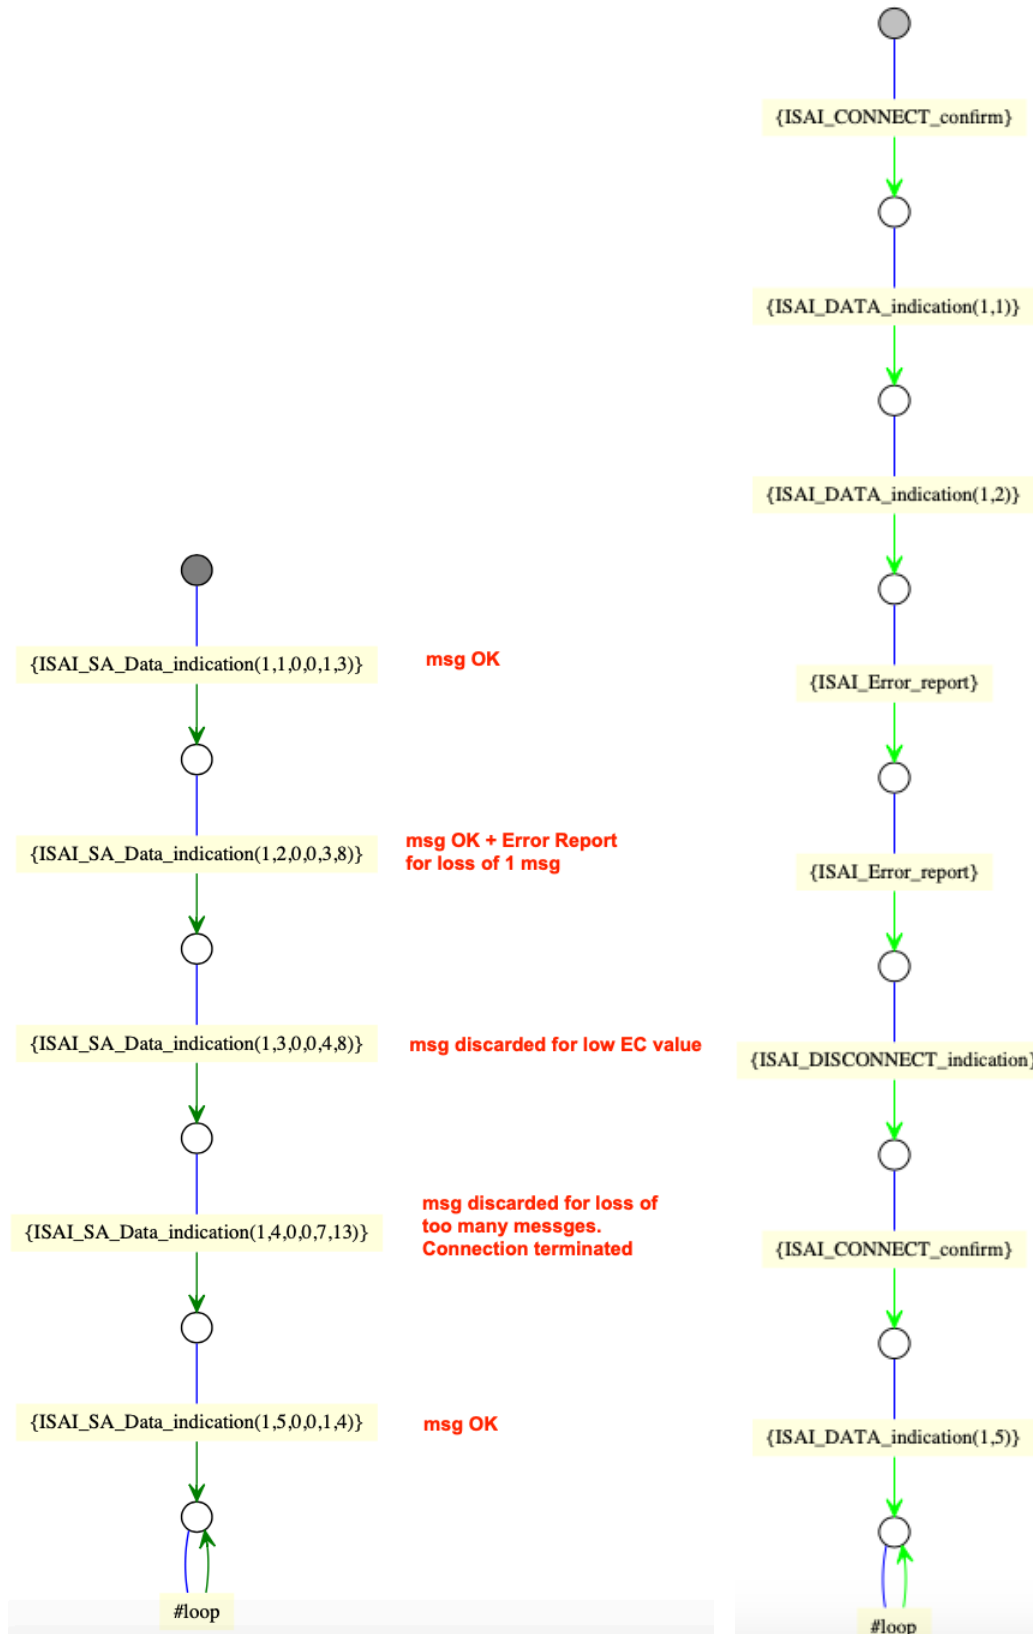 {ISAI_SA_Data_indication(1,1,0,0,1,3)}
msg OK
{ISAI_SA_Data_indication(1,2,0,0,3,8)}
msg OK + Error Report
for loss of 1 msg
{ISAI_SA_Data_indication(1,3,0,0,4,8)}
msg discarded for low EC value
{ISAI_SA_Data_indication(1,4,0,0,7,13)}
msg discarded for loss of
too many messges.
Connection terminated
{ISAI_SA_Data_indication(1,5,0,0,1,4)}
msg OK
#loop
{ISAI_CONNECT_confirm}
{ISAI_DATA_indication(1,1)}
{ISAI_DATA_indication(1,2)}
{ISAI_Error_report}
{ISAI_Error_report}
{ISAI_DISCONNECT_indication}
{ISAI_CONNECT_confirm}
{ISAI_DATA_indication(1,5)}
#loop